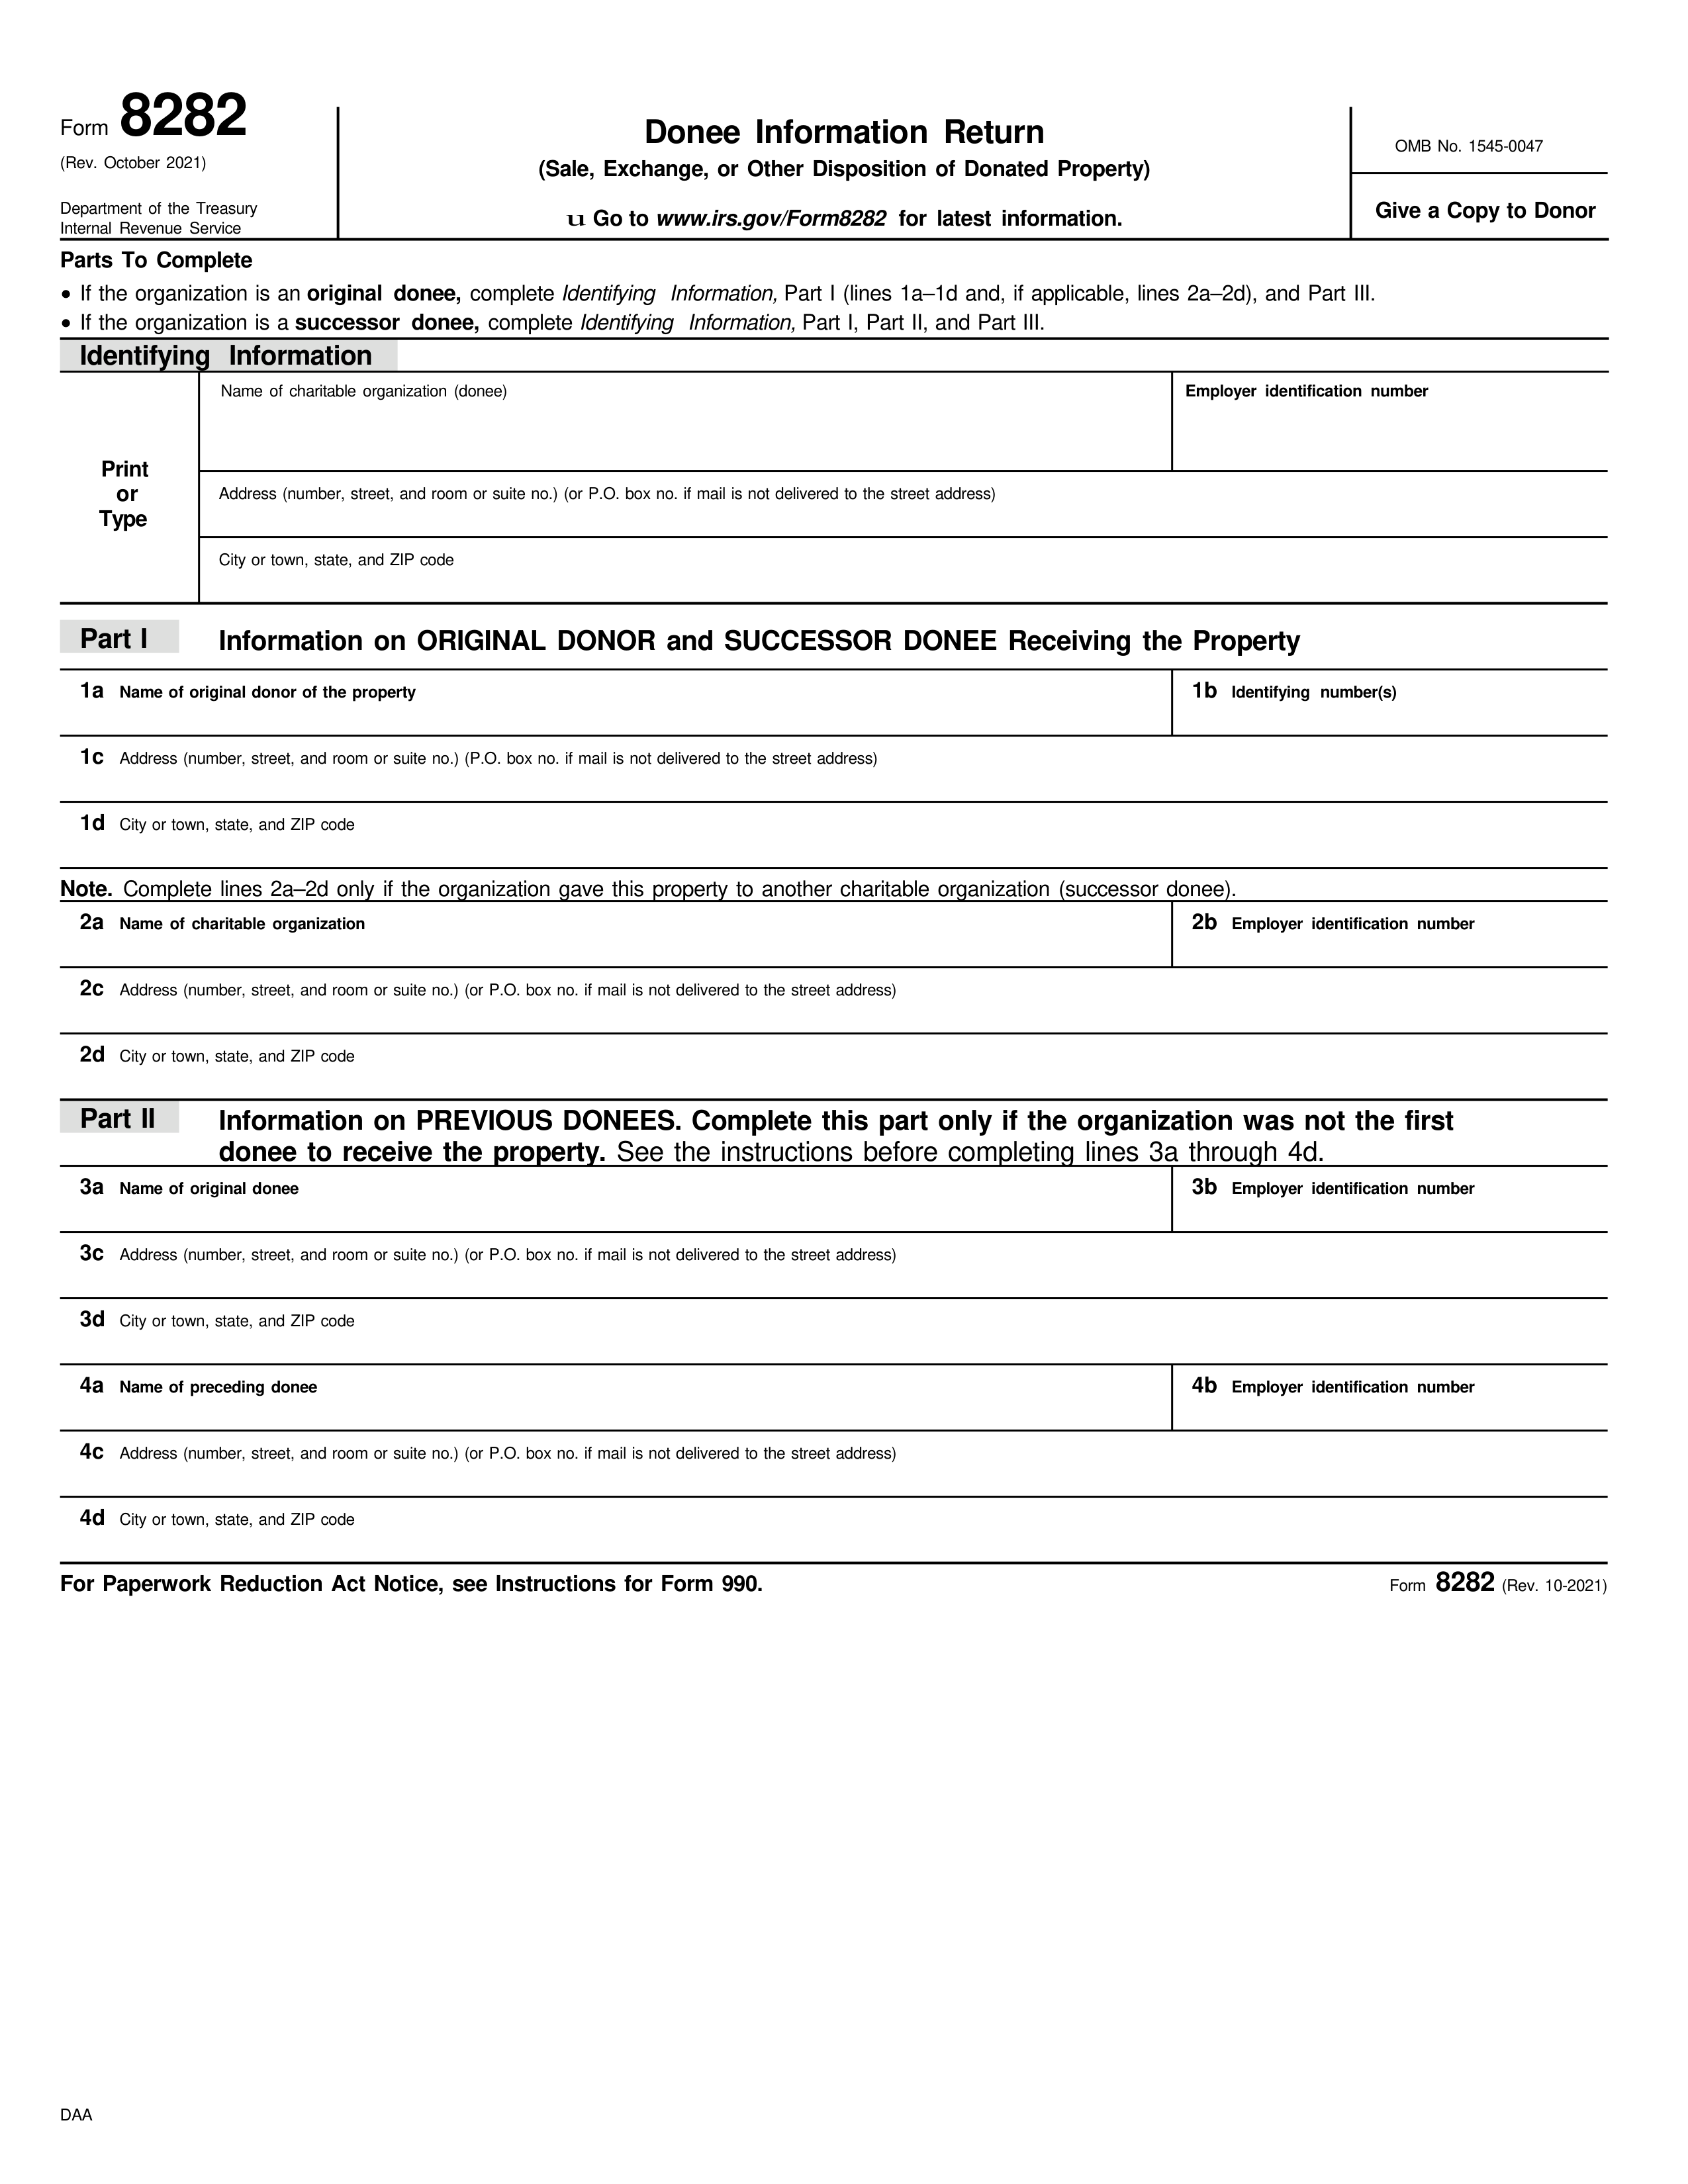 Form 8282
(Rev. October 2021)
Department of the Treasury
Internal Revenue Service
Donee Information Return
(Sale, Exchange, or Other Disposition of Donated Property)
u Go to www.irs.gov/Form8282 for latest information.
OMB No. 1545-0047
Give a Copy to Donor
Parts To Complete
• If the organization is an original donee, complete Identifying Information, Part I (lines 1a–1d and, if applicable, lines 2a–2d), and Part III.
• If the organization is a successor donee, complete Identifying Information, Part I, Part II, and Part III.
Identifying Information
Print
or
Type
Name of charitable organization (donee)
Employer identification number
Address (number, street, and room or suite no.) (or P.O. box no. if mail is not delivered to the street address)
City or town, state, and ZIP code
Part I Information on ORIGINAL DONOR and SUCCESSOR DONEE Receiving the Property
1a Name of original donor of the property
1b Identifying number(s)
1c Address (number, street, and room or suite no.) (P.O. box no. if mail is not delivered to the street address)
1d City or town, state, and ZIP code
Note. Complete lines 2a–2d only if the organization gave this property to another charitable organization (successor donee).
2a Name of charitable organization
2b Employer identification number
2c Address (number, street, and room or suite no.) (or P.O. box no. if mail is not delivered to the street address)
2d City or town, state, and ZIP code
Part II Information on PREVIOUS DONEES. Complete this part only if the organization was not the first
donee to receive the property. See the instructions before completing lines 3a through 4d.
3a Name of original donee
3b Employer identification number
3c Address (number, street, and room or suite no.) (or P.O. box no. if mail is not delivered to the street address)
3d City or town, state, and ZIP code
4a Name of preceding donee
4b Employer identification number
4c Address (number, street, and room or suite no.) (or P.O. box no. if mail is not delivered to the street address)
4d City or town, state, and ZIP code
For Paperwork Reduction Act Notice, see Instructions for Form 990.
Form 8282 (Rev. 10-2021)
DAA